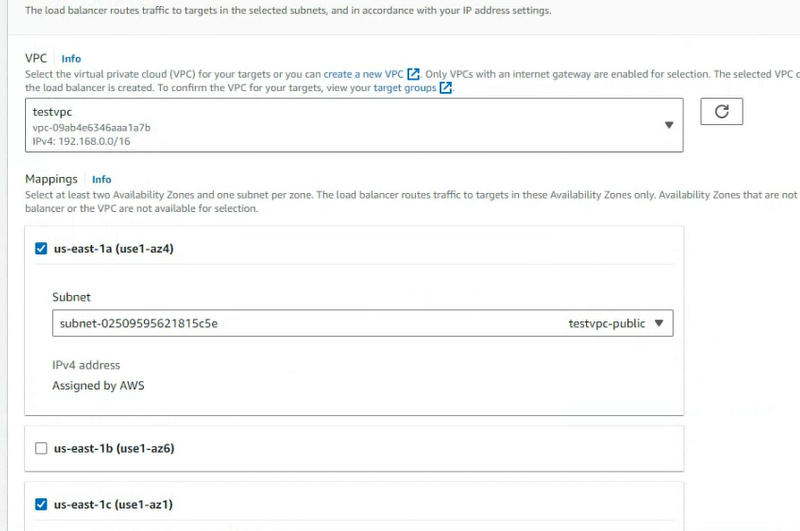 The load balancer routes traffic to targets in the selected subnets, and in accordance with your IP address settings.
VPC Info
Select the virtual private cloud (VPC) for your targets or you can create a new VPC. Only VPCs with an internet gateway are enabled for selection. The selected VPC c
the load balancer is created. To confirm the VPC for your targets, view your target groups.
testvpc
vpc-09ab4e6346aaa1a7b
IPv4: 192.168.0.0/16
Mappings Info
Select at least two Availability Zones and one subnet per zone. The load balancer routes traffic to targets in these Availability Zones only. Availability Zones that are not
balancer or the VPC are not available for selection.
us-east-1a (use1-az4)
Subnet
subnet-02509595621815c5e testvpc-public
IPv4 address
Assigned by AWS
us-east-1b (use1-az6)
us-east-1c (use1-az1)